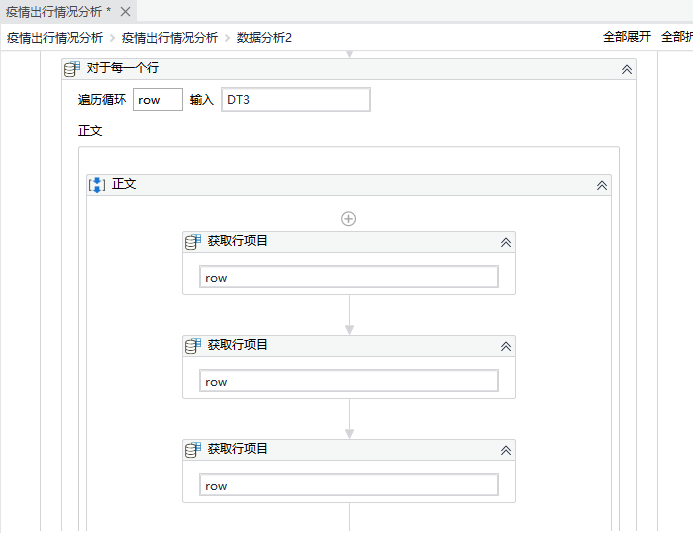 疫情出行情况分析 *
疫情出行情况分析 疫情出行情况分析 数据分析2 全部展开 全部折
对于每一个行
遍历循环 row 输入 DT3
正文
正文
获取行项目
row
获取行项目
row
获取行项目
row